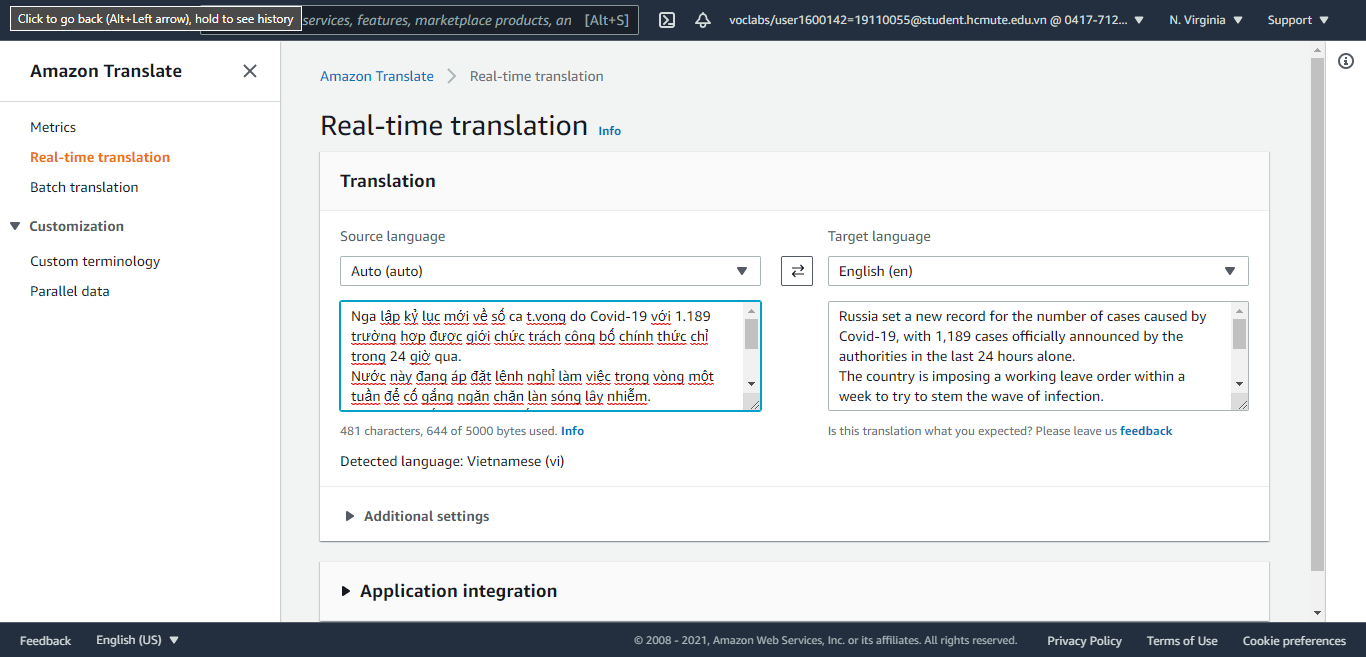 Click to go back (Alt+Left arrow), hold to see history
services, features, marketplace products, an [Alt+S]
voclabs/user1600142=19110055@student.hcmute.edu.vn @ 0417-712...
N. Virginia
Support
Amazon Translate
Metrics
Real-time translation
Batch translation
Customization
Custom terminology
Parallel data
Amazon Translate
Real-time translation
Real-time translation Info
Translation
Source language
Auto (auto)
Nga lập kỷ lục mới về số ca t.vong do Covid-19 với 1.189
trường hợp được giới chức trách công bố chính thức chỉ
trong 24 giờ qua.
Nước này đang áp đặt lệnh nghỉ làm việc trong vòng một
tuần để cố gắng ngăn chặn làn sóng lây nhiễm.
481 characters, 644 of 5000 bytes used. Info
Detected language: Vietnamese (vi)
Target language
English (en)
Russia set a new record for the number of cases caused by
Covid-19, with 1,189 cases officially announced by the
authorities in the last 24 hours alone.
The country is imposing a working leave order within a
week to try to stem the wave of infection.
Is this translation what you expected? Please leave us feedback
Additional settings
Application integration
Feedback
English (US)
© 2008 - 2021, Amazon Web Services, Inc. or its affiliates. All rights reserved.
Privacy Policy
Terms of Use
Cookie preferences